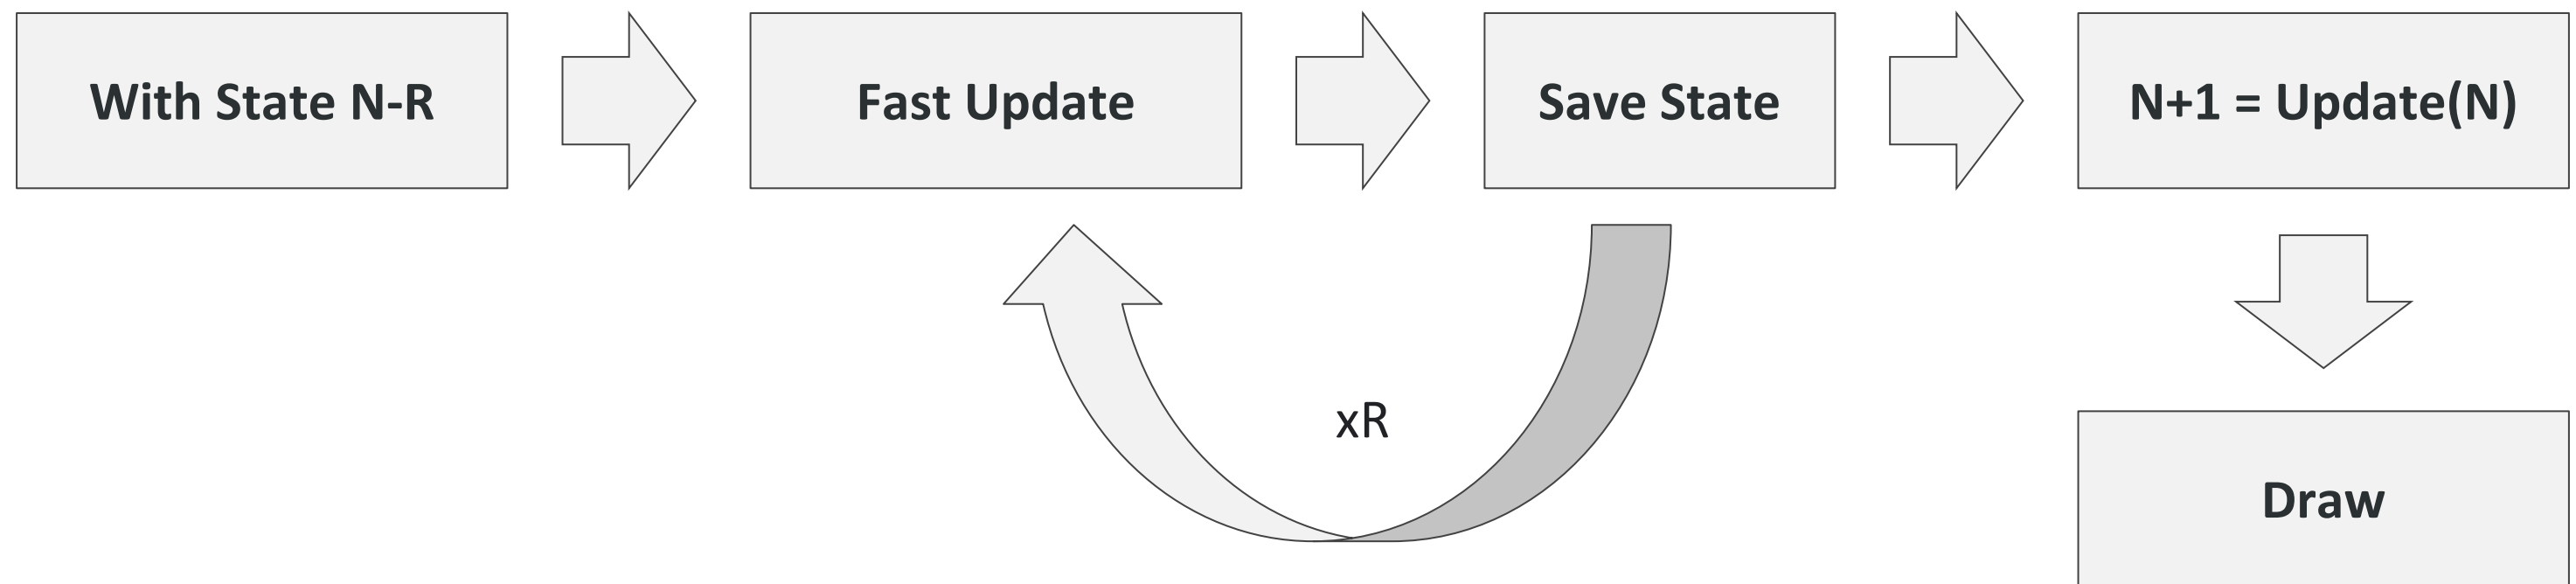 With State N-R
Fast Update
Save State
N+1 = Update(N)
xR
Draw